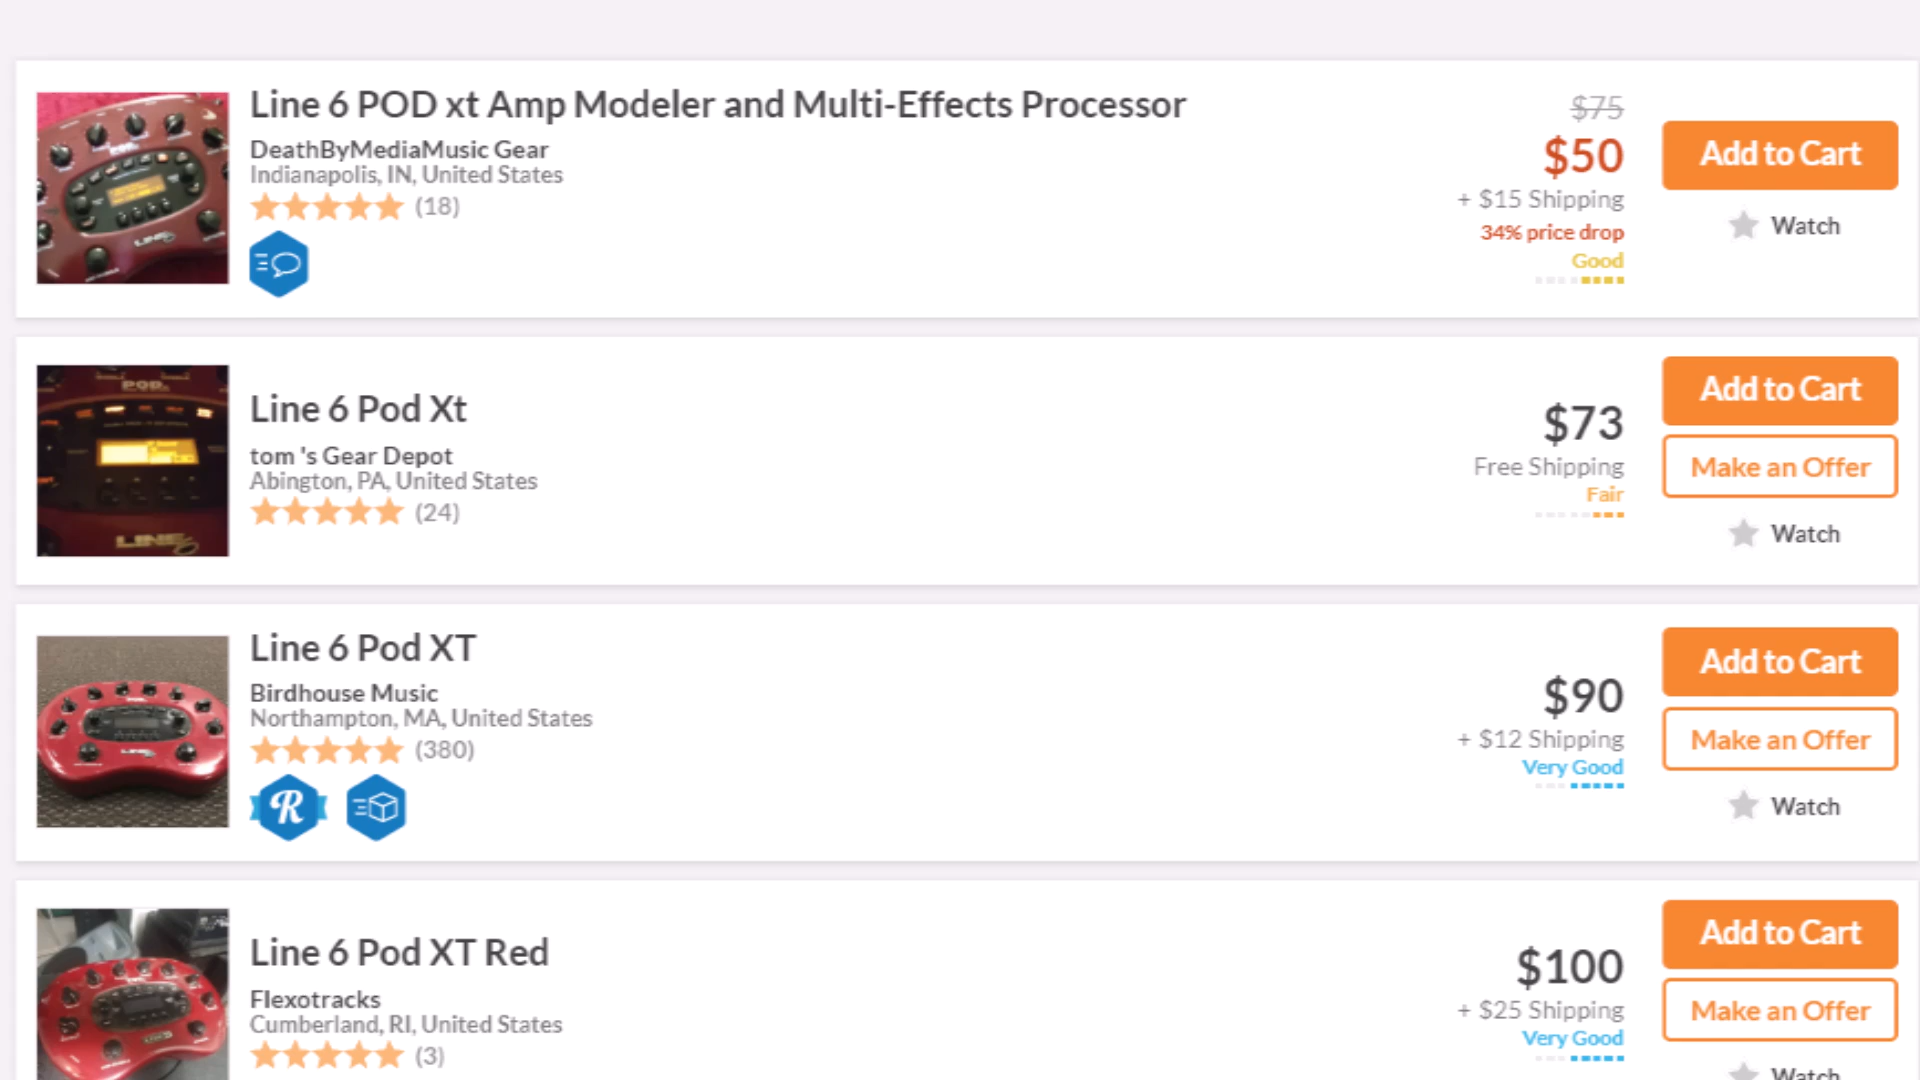 Line 6 POD xt Amp Modeler and Multi-Effects Processor
DeathByMediaMusic Gear
Indianapolis, IN, United States
(18)
$75
$50
+ $15 Shipping
34% price drop
Good
Add to Cart
Watch
POD
LINE 6
Line 6 Pod Xt
tom 's Gear Depot
Abington, PA, United States
(24)
$73
Free Shipping
Fair
Add to Cart
Make an Offer
Watch
Line 6 Pod XT
Birdhouse Music
Northampton, MA, United States
(380)
R
$90
+ $12 Shipping
Very Good
Add to Cart
Make an Offer
Watch
Line 6 Pod XT Red
Flexotracks
Cumberland, RI, United States
(3)
$100
+ $25 Shipping
Very Good
Add to Cart
Make an Offer
Watch